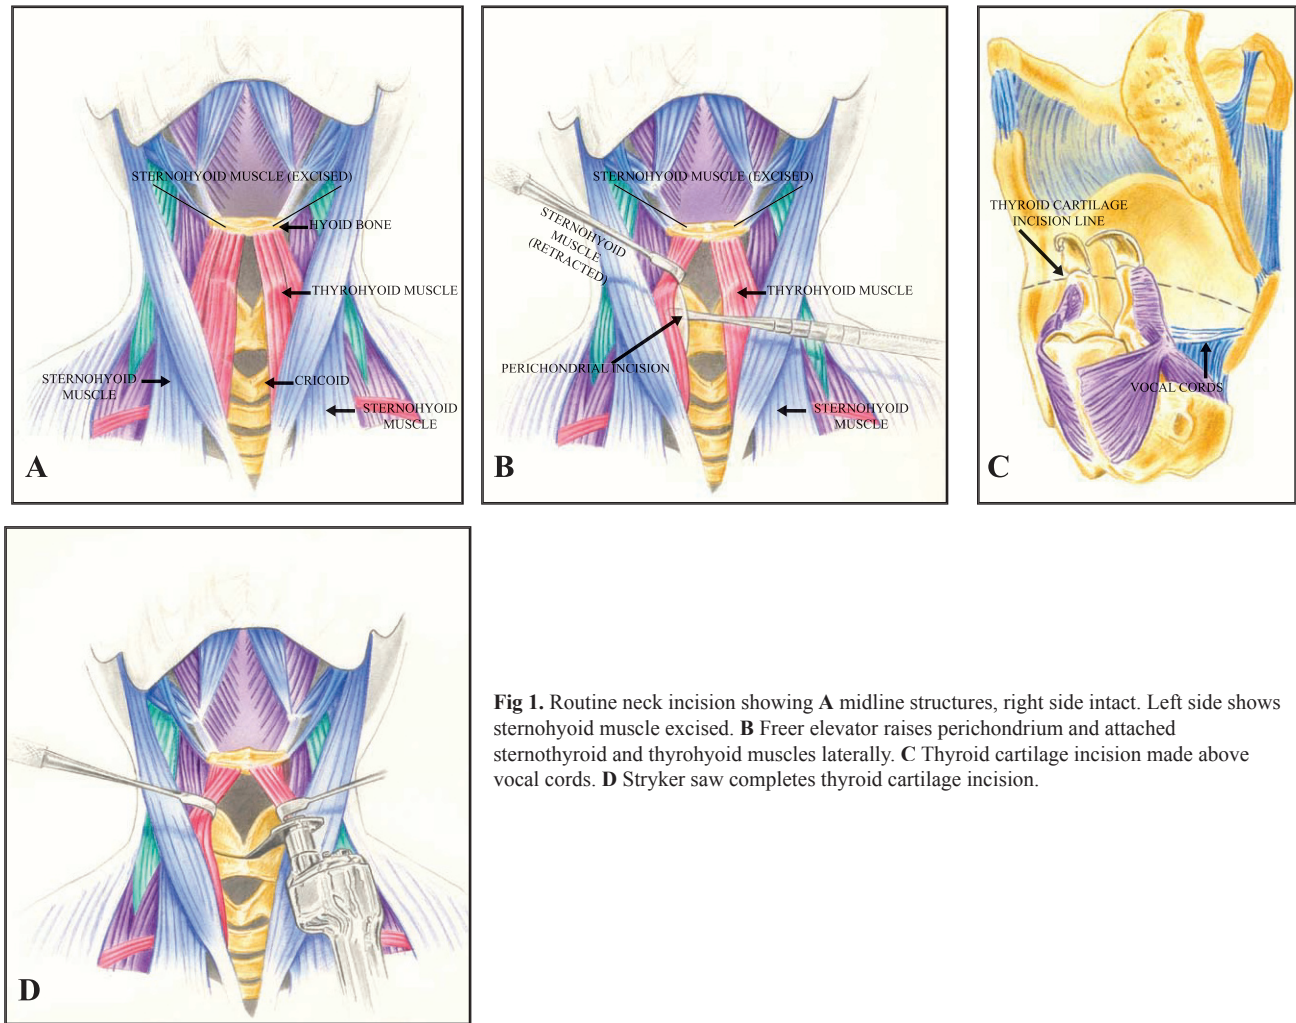 STERNOHYOID MUSCLE (EXCISED)
HYOID BONE
THYROHYOID MUSCLE
STERNOHYOID
MUSCLE
CRICOID
STERNOHYOID
MUSCLE
A
STERNOHYOID MUSCLE (EXCISED)
STERNOHYOID
MUSCLE
(RETRACTED)
THYROHYOID MUSCLE
PERICHONDRIAL INCISION
STERNOHYOID
MUSCLE
B
THYROID CARTILAGE
INCISION LINE
VOCAL CORDS
C
D
Fig 1. Routine neck incision showing A midline structures, right side intact. Left side shows
sternohyoid muscle excised. B Freer elevator raises perichondrium and attached
sternothyroid and thyrohyoid muscles laterally. C Thyroid cartilage incision made above
vocal cords. D Stryker saw completes thyroid cartilage incision.